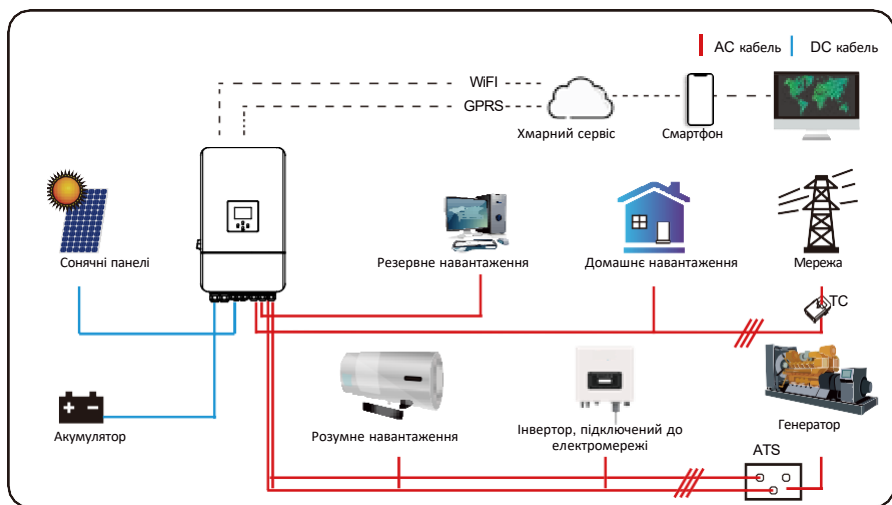 AC кабель
DC кабель
WiFI
GPRS
Хмарний сервіс
Смартфон
Сонячні панелі
Резервне навантаження
Домашнє навантаження
Мережа
TC
Акумулятор
Розумне навантаження
Інвертор, підключений до
електромережі
Генератор
ATS